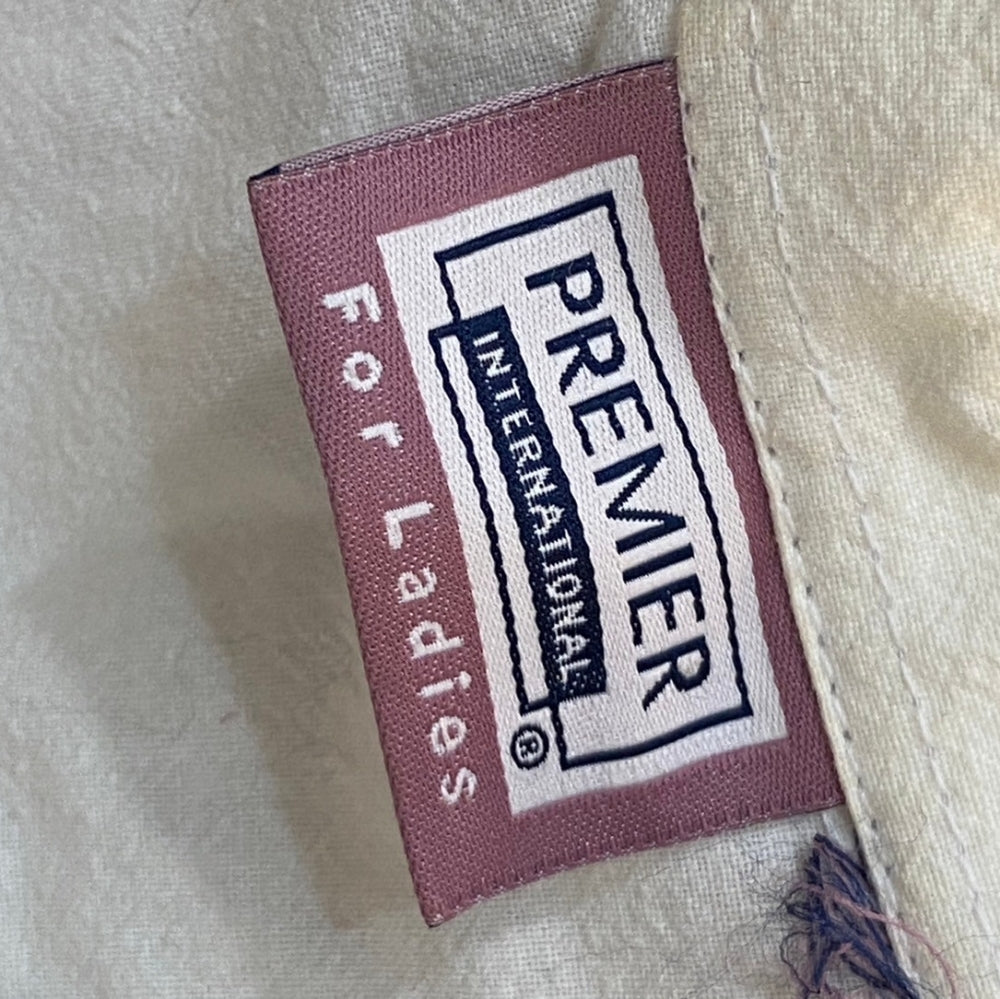 PREMIER
INTERNATIONAL ®
For Ladies